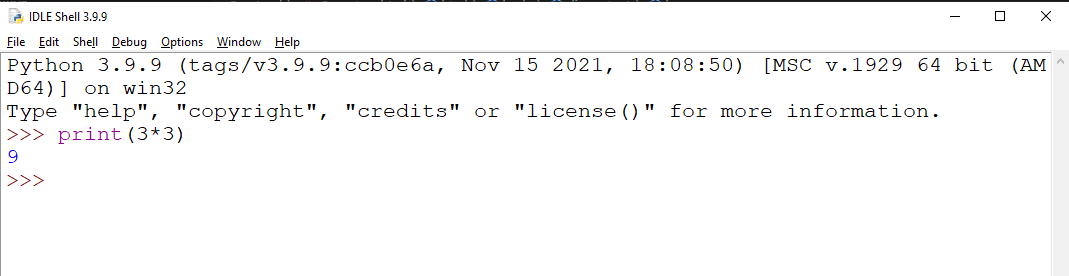 IDLE Shell 3.9.9
File Edit Shell Debug Options Window Help
Python 3.9.9 (tags/v3.9.9:ccb0e6a, Nov 15 2021, 18:08:50) [MSC v.1929 64 bit (AM
D64)] on win32
Type "help", "copyright", "credits" or "license()" for more information.
>>> print(3*3)
9
>>>